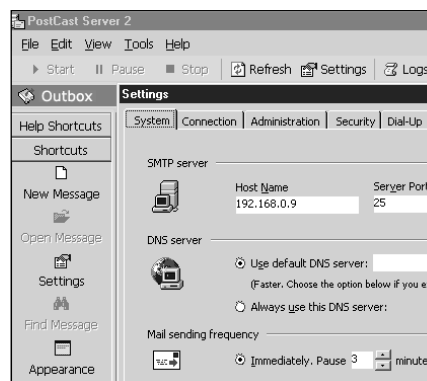 PostCast Server 2
File Edit View Tools Help
Start Pause Stop Refresh Settings Logs
Outbox
Settings
Help Shortcuts
System Connection Administration Security Dial-Up
Shortcuts
SMTP server
New Message
Host Name Server Port
192.168.0.9 25
Open Message
DNS server
Settings
Use default DNS server:
(Faster. Choose the option below if you e
Always use this DNS server:
Find Message
Mail sending frequency
Immediately. Pause 3 minute
Appearance